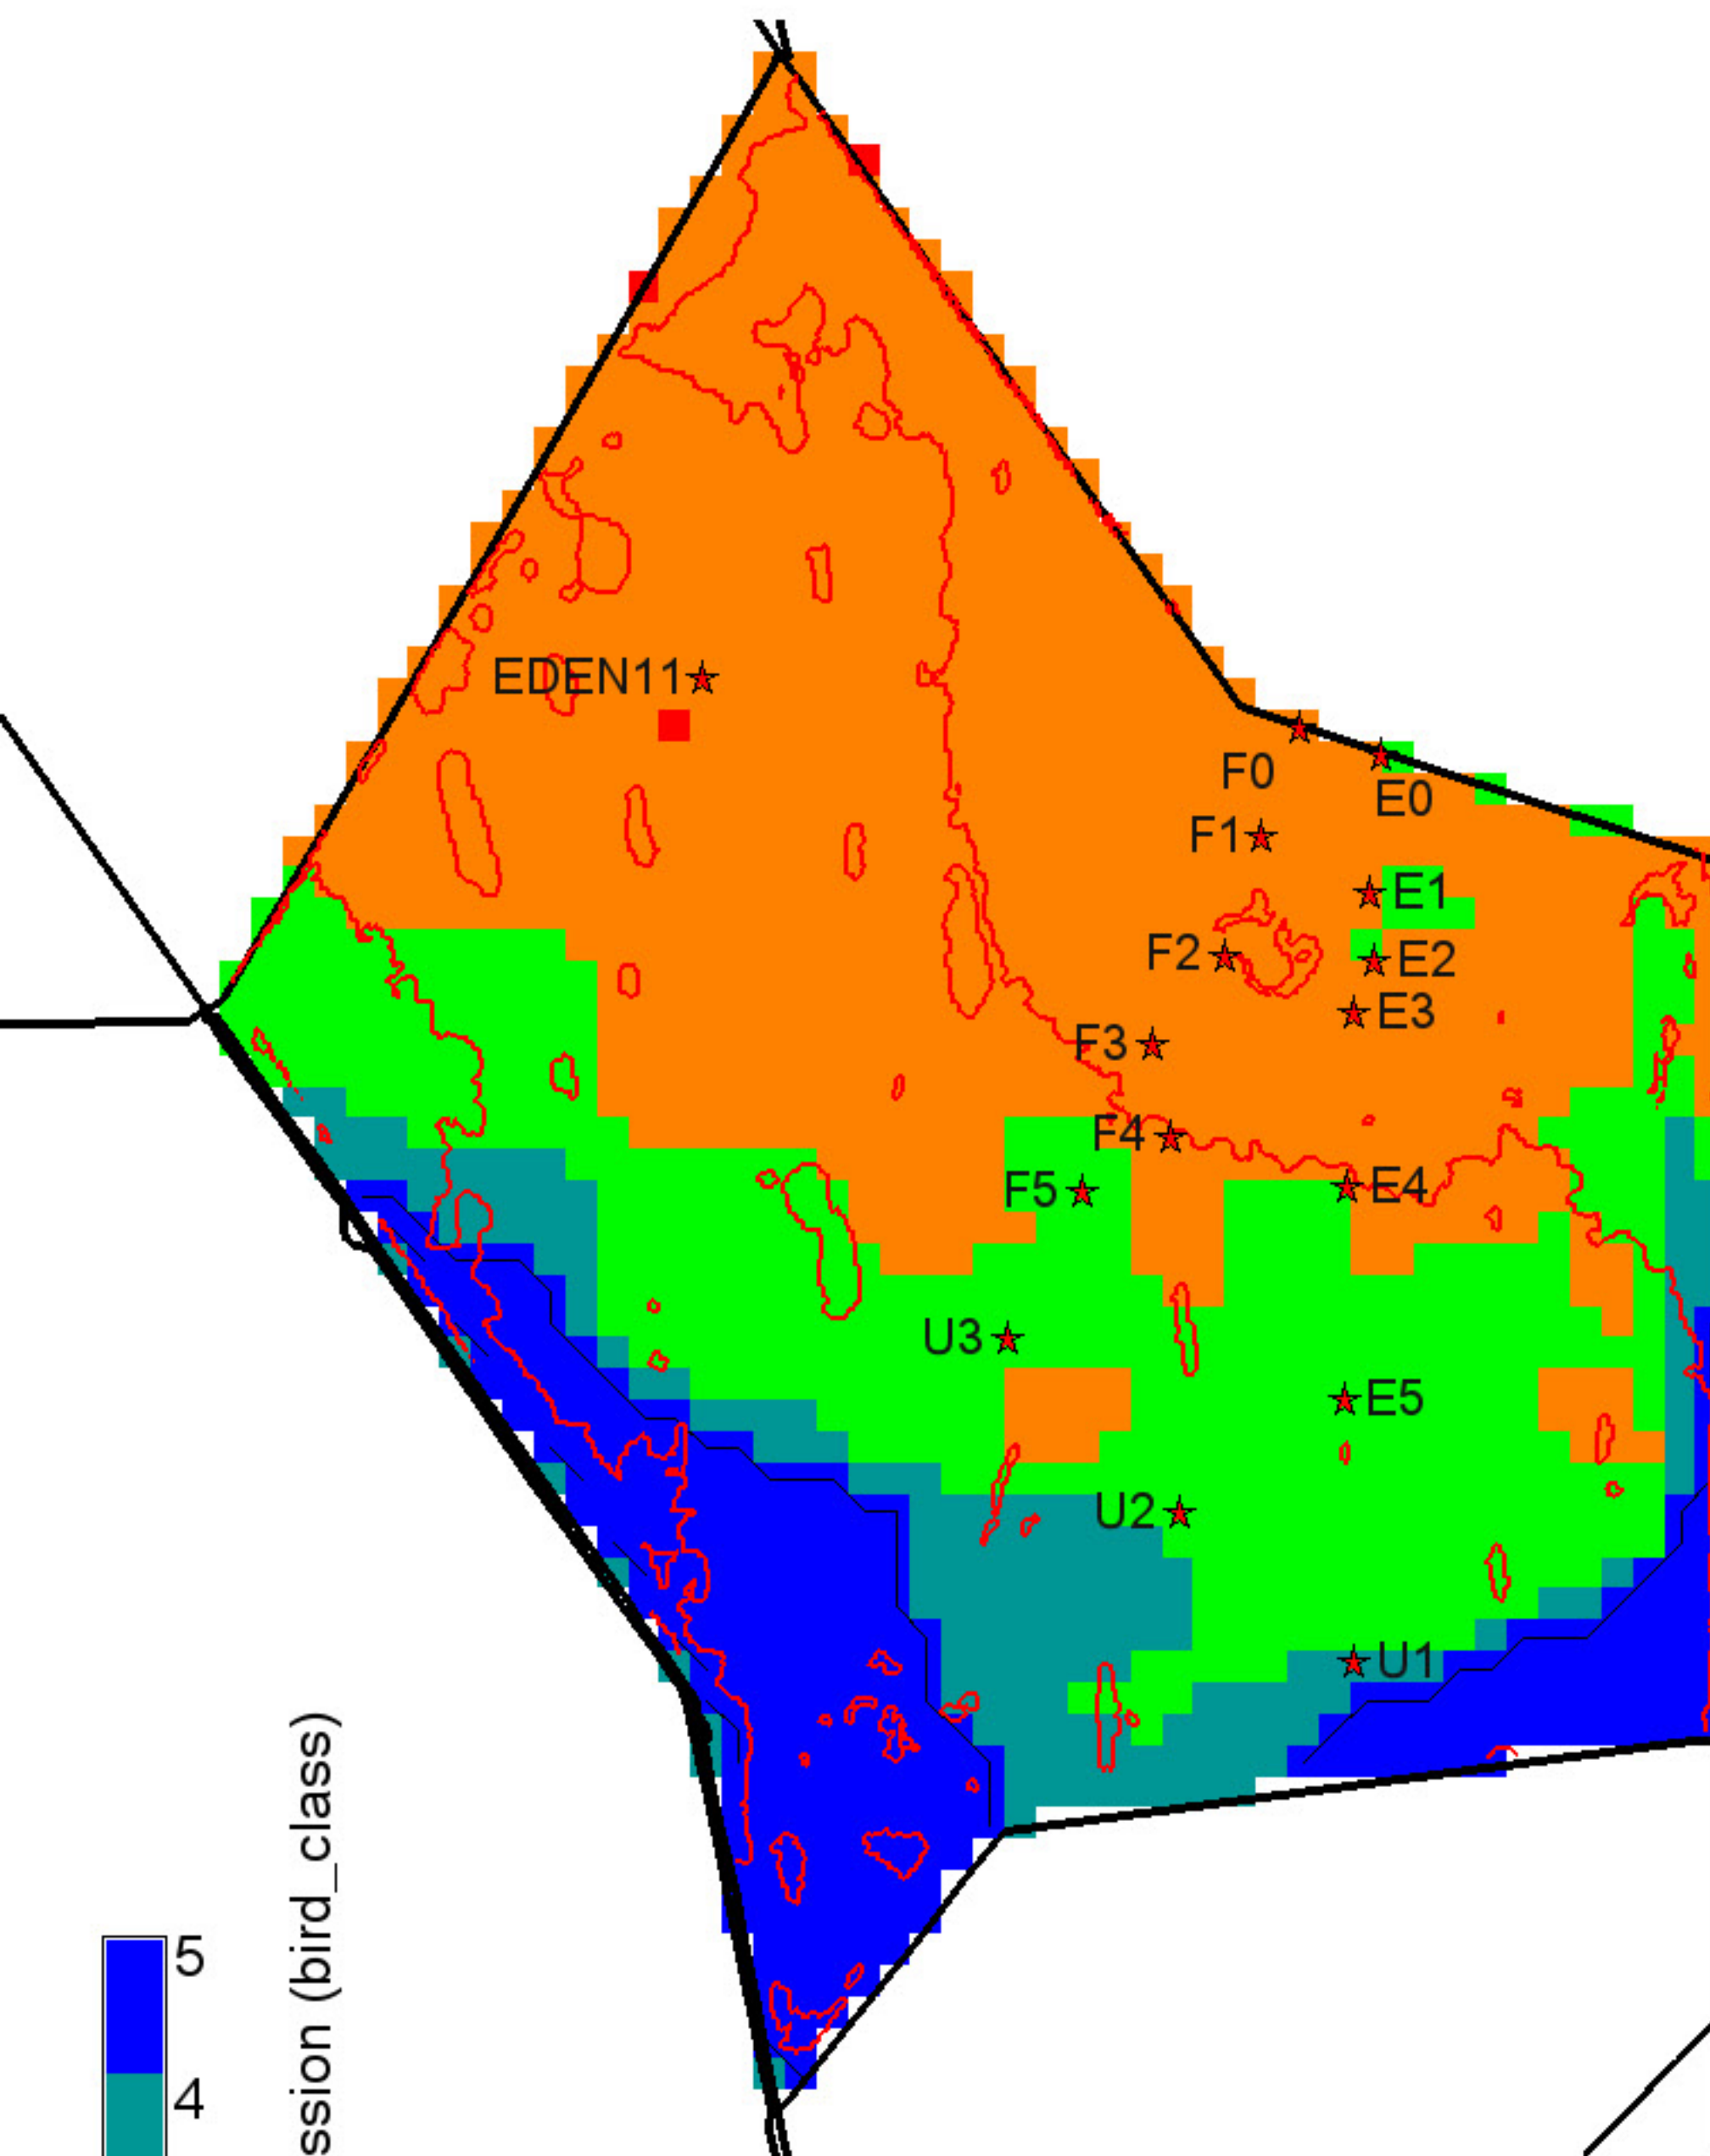 EDEN11
F0
E0
F1
E1
F2
E2
E3
F3
F4
F5
E4
U3
E5
U2
U1
5
4
ssion (bird_class)